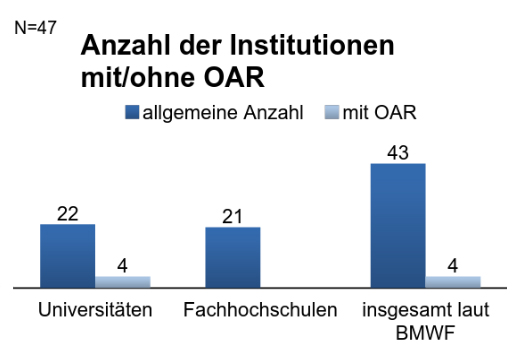 N=47
Anzahl der Institutionen
mit/ohne OAR
allgemeine Anzahl mit OAR
43
22
21
4
4
Universitäten Fachhochschulen insgesamt laut
BMWF